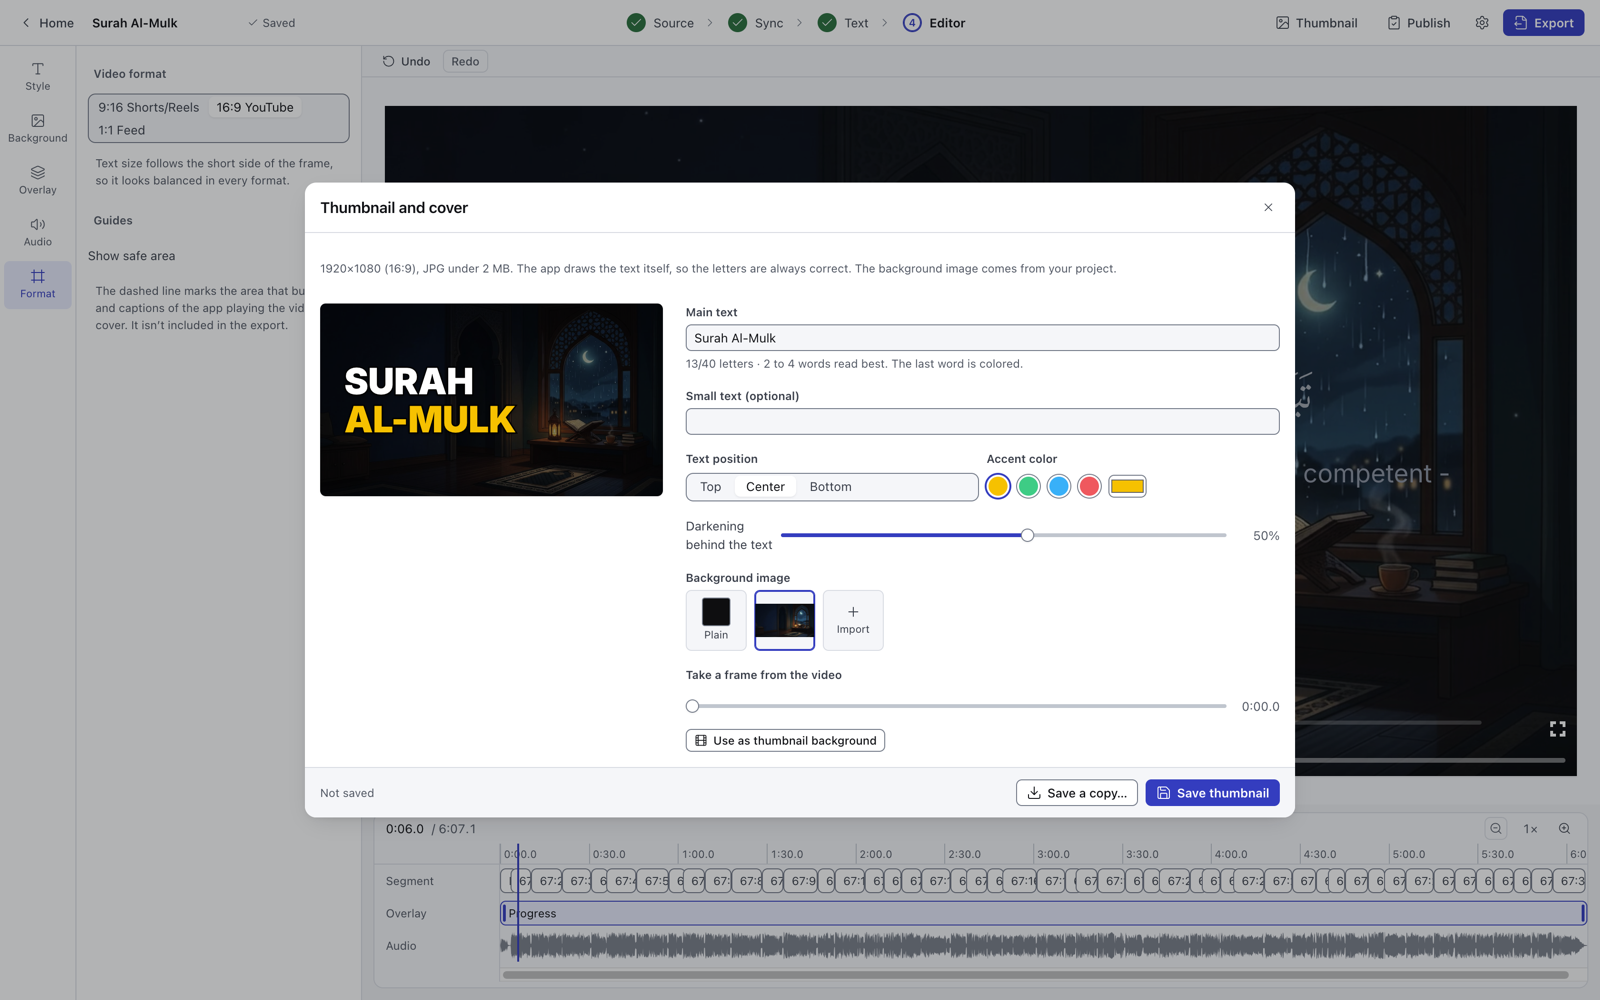 Home
Surah Al-Mulk
Saved
Source
Sync
Text
4 Editor
Thumbnail
Publish
Export
Style
Background
Overlay
Audio
Format
Video format
9:16 Shorts/Reels
16:9 YouTube
1:1 Feed
Text size follows the short side of the frame,
so it looks balanced in every format.
Guides
Show safe area
The dashed line marks the area that bu
and captions of the app playing the vid
cover. It isn't included in the export.
Undo
Redo
competent -
Thumbnail and cover
1920×1080 (16:9), JPG under 2 MB. The app draws the text itself, so the letters are always correct. The background image comes from your project.
SURAH
AL-MULK
Main text
Surah Al-Mulk
13/40 letters · 2 to 4 words read best. The last word is colored.
Small text (optional)
Text position
Top
Center
Bottom
Accent color
Darkening
behind the text
50%
Background image
Plain
Import
Take a frame from the video
0:00.0
Use as thumbnail background
Not saved
Save a copy...
Save thumbnail
0:06.0 / 6:07.1
1×
0:00.0 0:30.0 1:00.0 1:30.0 2:00.0 2:30.0 3:00.0 3:30.0 4:00.0 4:30.0 5:00.0 5:30.0 6:0
Segment
Overlay
Progress
Audio